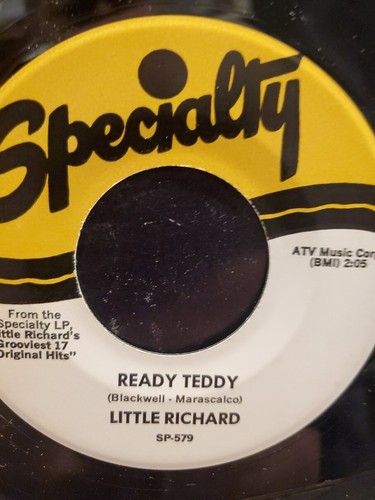 Specialty
ATV Music Cor
(BMI) 2:05
From the
Specialty LP,
ittle Richard's
Grooviest 17
Original Hits"
READY TEDDY
(Blackwell - Marascalco)
LITTLE RICHARD
SP-579